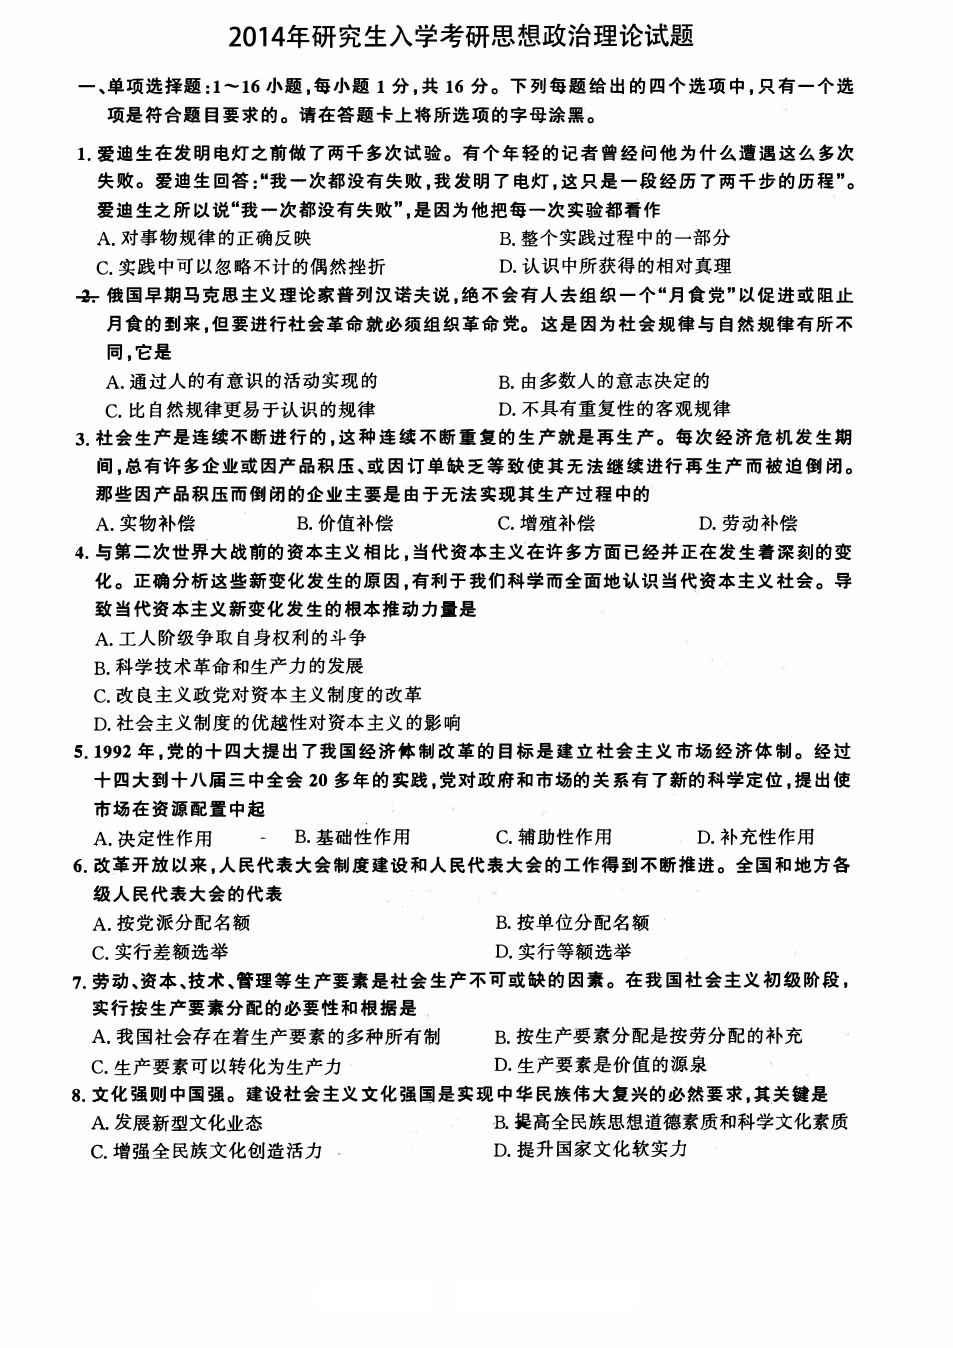 2014年研究生入学考研思想政治理论试题
一、单项选择题:1～16小题,每小题1分,共16分。下列每题给出的四个选项中,只有一个选
项是符合题目要求的。请在答题卡上将所选项的字母涂黑。
1. 爱迪生在发明电灯之前做了两千多次试验。有个年轻的记者曾经问他为什么遭遇这么多次
失败。爱迪生回答:“我一次都没有失败,我发明了电灯,这只是一段经历了两千步的历程”。
爱迪生之所以说“我一次都没有失败”,是因为他把每一次实验都看作
A. 对事物规律的正确反映 B. 整个实践过程中的一部分
C. 实践中可以忽略不计的偶然挫折 D. 认识中所获得的相对真理
2. 俄国早期马克思主义理论家普列汉诺夫说,绝不会有人去组织一个“月食党”以促进或阻止
月食的到来,但要进行社会革命就必须组织革命党。这是因为社会规律与自然规律有所不
同,它是
A. 通过人的有意识的活动实现的 B. 由多数人的意志决定的
C. 比自然规律更易于认识的规律 D. 不具有重复性的客观规律
3. 社会生产是连续不断进行的,这种连续不断重复的生产就是再生产。每次经济危机发生期
间,总有许多企业或因产品积压、或因订单缺乏等致使其无法继续进行再生产而被迫倒闭。
那些因产品积压而倒闭的企业主要是由于无法实现其生产过程中的
A. 实物补偿 B. 价值补偿 C. 增殖补偿 D. 劳动补偿
4. 与第二次世界大战前的资本主义相比,当代资本主义在许多方面已经并正在发生着深刻的变
化。正确分析这些新变化发生的原因,有利于我们科学而全面地认识当代资本主义社会。导
致当代资本主义新变化发生的根本推动力量是
A. 工人阶级争取自身权利的斗争
B. 科学技术革命和生产力的发展
C. 改良主义政党对资本主义制度的改革
D. 社会主义制度的优越性对资本主义的影响
5. 1992年,党的十四大提出了我国经济体制改革的目标是建立社会主义市场经济体制。经过
十四大到十八届三中全会20多年的实践,党对政府和市场的关系有了新的科学定位,提出使
市场在资源配置中起
A. 决定性作用 B. 基础性作用 C. 辅助性作用 D. 补充性作用
6. 改革开放以来,人民代表大会制度建设和人民代表大会的工作得到不断推进。全国和地方各
级人民代表大会的代表
A. 按党派分配名额 B. 按单位分配名额
C. 实行差额选举 D. 实行等额选举
7. 劳动、资本、技术、管理等生产要素是社会生产不可或缺的因素。在我国社会主义初级阶段,
实行按生产要素分配的必要性和根据是
A. 我国社会存在着生产要素的多种所有制 B. 按生产要素分配是按劳分配的补充
C. 生产要素可以转化为生产力 D. 生产要素是价值的源泉
8. 文化强则中国强。建设社会主义文化强国是实现中华民族伟大复兴的必然要求,其关键是
A. 发展新型文化业态 B. 提高全民族思想道德素质和科学文化素质
C. 增强全民族文化创造活力 D. 提升国家文化软实力